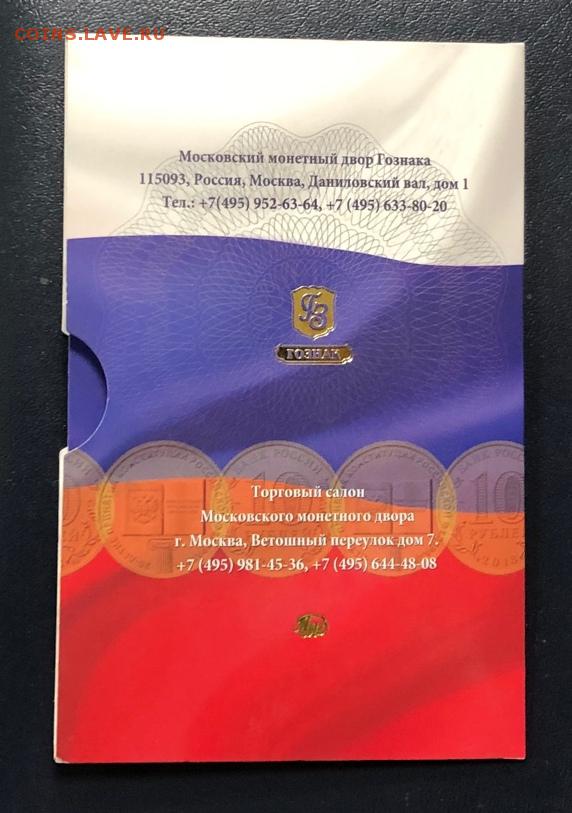 COINS.LAVE.RU
Московский монетный двор Гознака
115093, Россия, Москва, Даниловский вал, дом 1
Тел.: +7(495) 952-63-64, +7 (495) 633-80-20
ГЗ
ГОЗНАК
Торговый салон
Московского монетного двора
г. Москва, Ветошный переулок дом 7.
+7 (495) 981-45-36, +7 (495) 644-48-08